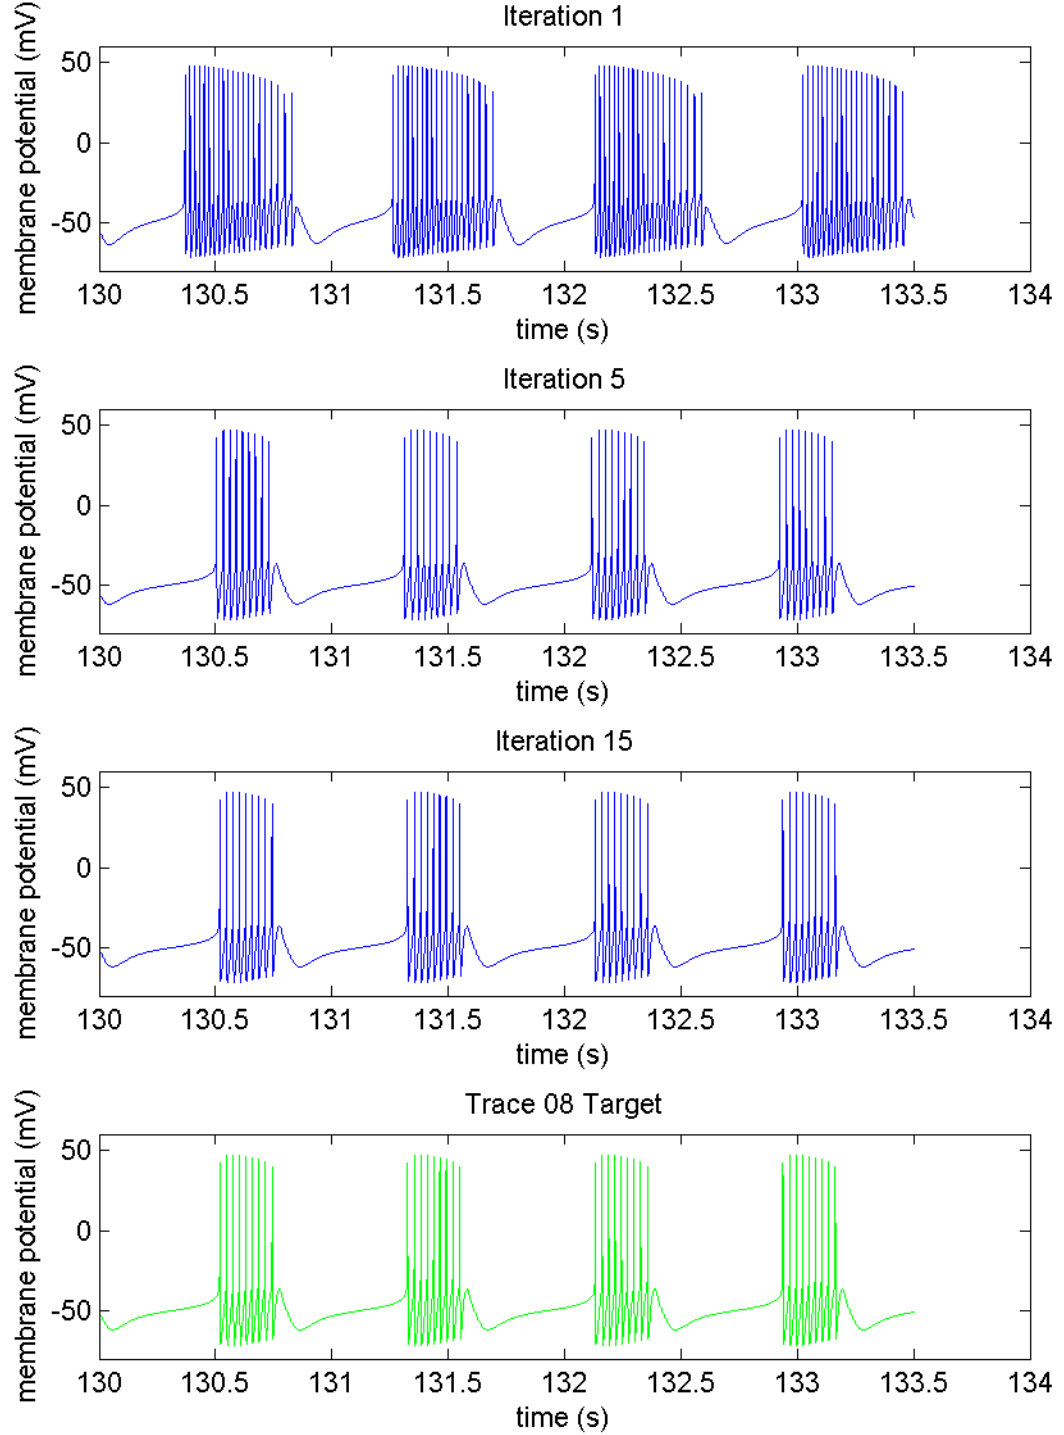 Iteration 1
membrane potential (mV)
50
0
-50
130 130.5 131 131.5 132 132.5 133 133.5 134
time (s)
Iteration 5
membrane potential (mV)
50
0
-50
130 130.5 131 131.5 132 132.5 133 133.5 134
time (s)
Iteration 15
membrane potential (mV)
50
0
-50
130 130.5 131 131.5 132 132.5 133 133.5 134
time (s)
Trace 08 Target
membrane potential (mV)
50
0
-50
130 130.5 131 131.5 132 132.5 133 133.5 134
time (s)